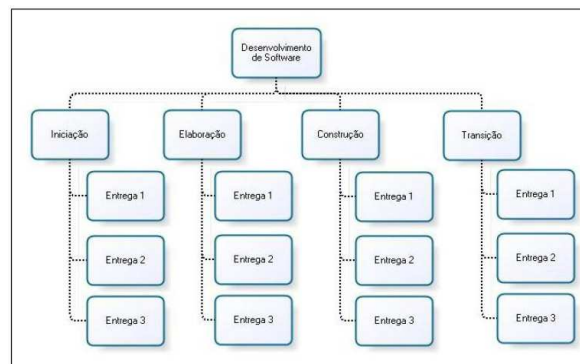 Desenvolvimento
de Software
Iniciação
Elaboração
Construção
Transição
Entrega 1
Entrega 1
Entrega 1
Entrega 1
Entrega 2
Entrega 2
Entrega 2
Entrega 2
Entrega 3
Entrega 3
Entrega 3
Entrega 3